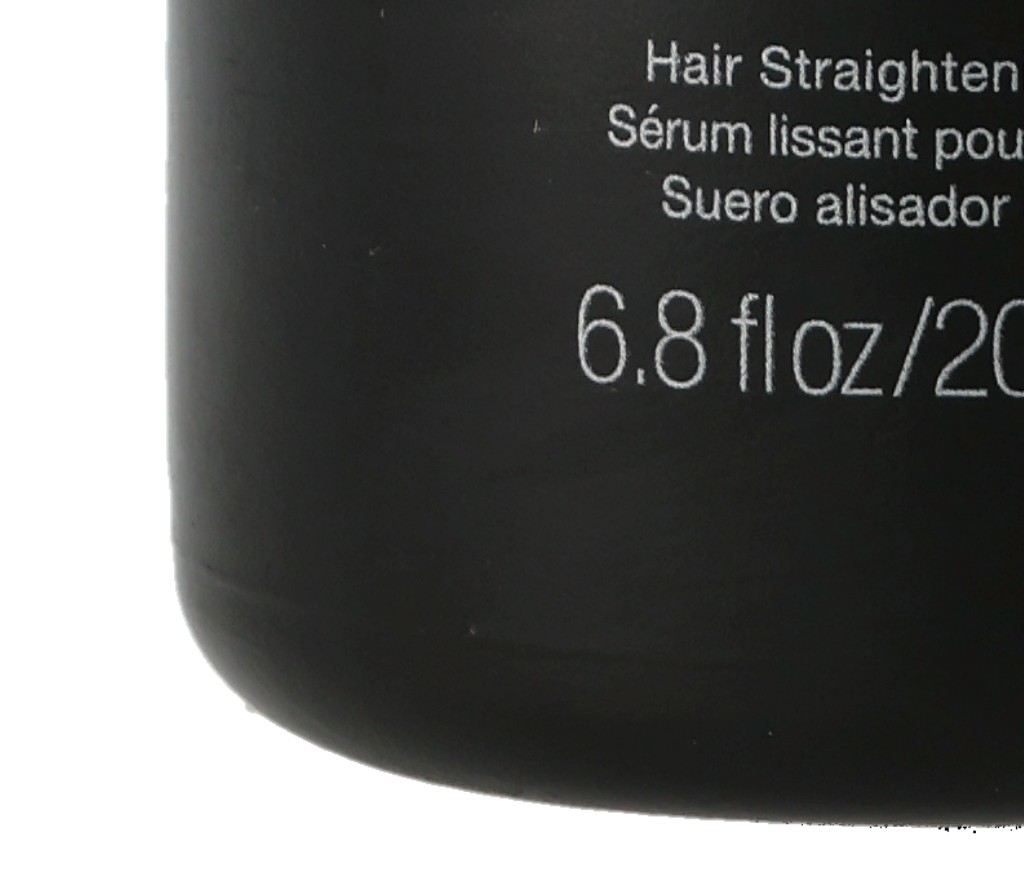 Hair Straighten
Sérum lissant pou
Suero alisador
6.8 fl oz/20